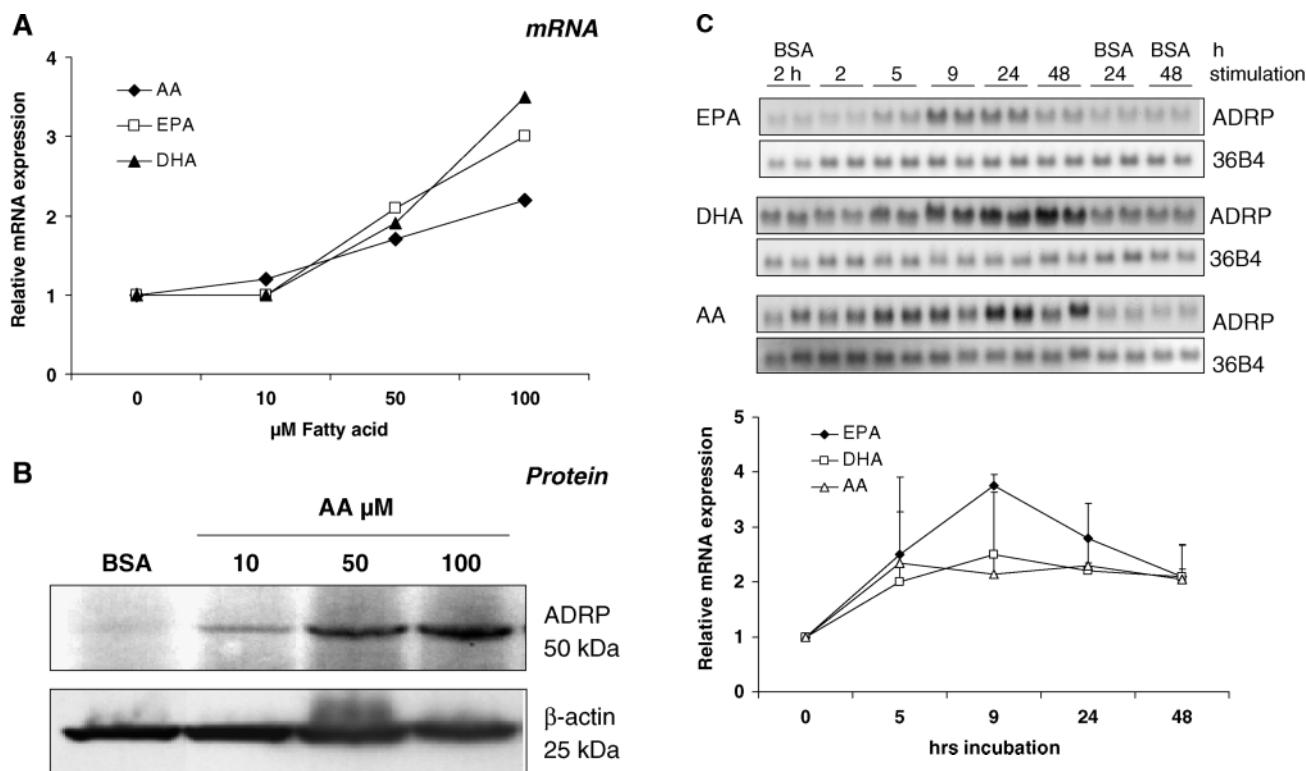 A
mRNA
4
3
2
1
0
Relative mRNA expression
AA
EPA
DHA
0 10 50 100
µM Fatty acid
B
Protein
AA µM
BSA 10 50 100
ADRP
50 kDa
β-actin
25 kDa
C
BSA BSA BSA h
2 h 2 5 9 24 48 24 48 stimulation
EPA ADRP
36B4
DHA ADRP
36B4
AA ADRP
36B4
5
4
3
2
1
0
Relative mRNA expression
EPA
DHA
AA
0 5 9 24 48
hrs incubation